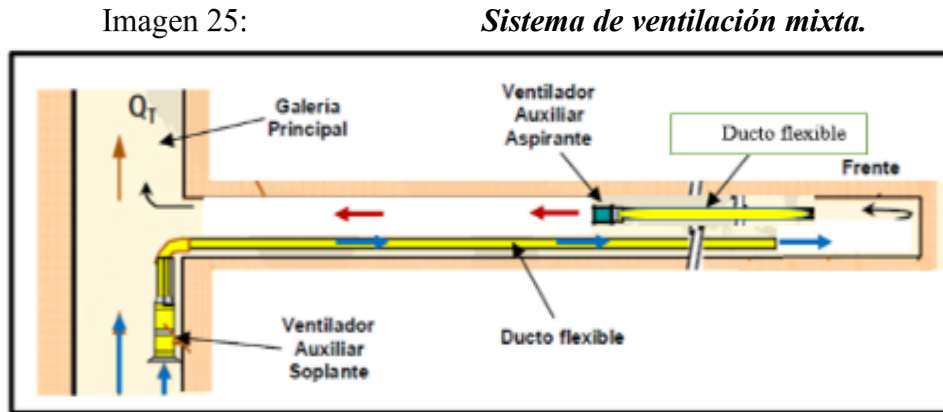 Imagen 25: Sistema de ventilación mixta.
Q_T
Galería
Principal
Ventilador
Auxiliar
Aspirante
Ducto flexible
Frente
Ventilador
Auxiliar
Soplante
Ducto flexible